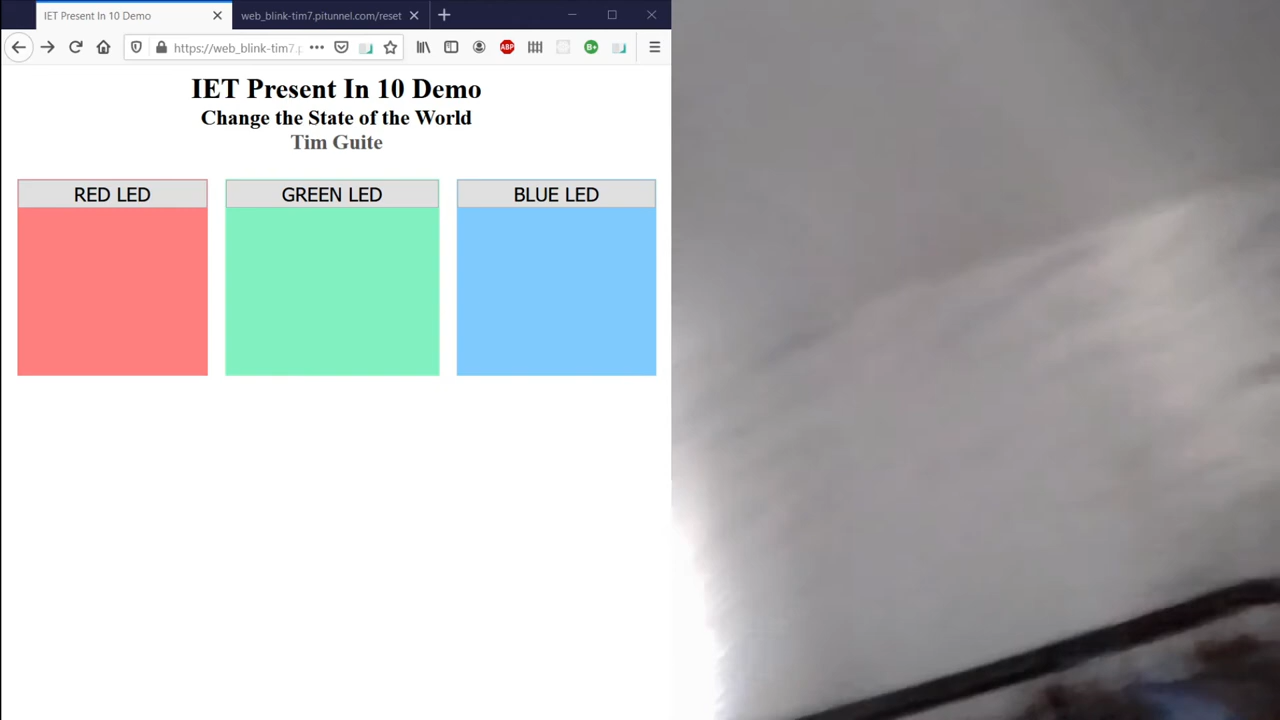 IET Present In 10 Demo
web_blink-tim7.pitunnel.com/reset
https://web_blink-tim7.p
ABP
B+
IET Present In 10 Demo
Change the State of the World
Tim Guite
RED LED
GREEN LED
BLUE LED